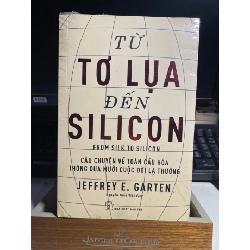 TỪ
TƠ LỤA
ĐẾN
SILICON
FROM SILK TO SILICON
CÂU CHUYỆN VỀ TOÀN CẦU HÓA
THÔNG QUA MƯỜI CUỘC ĐỜI LẠ THƯỜNG
JEFFREY E. GARTEN